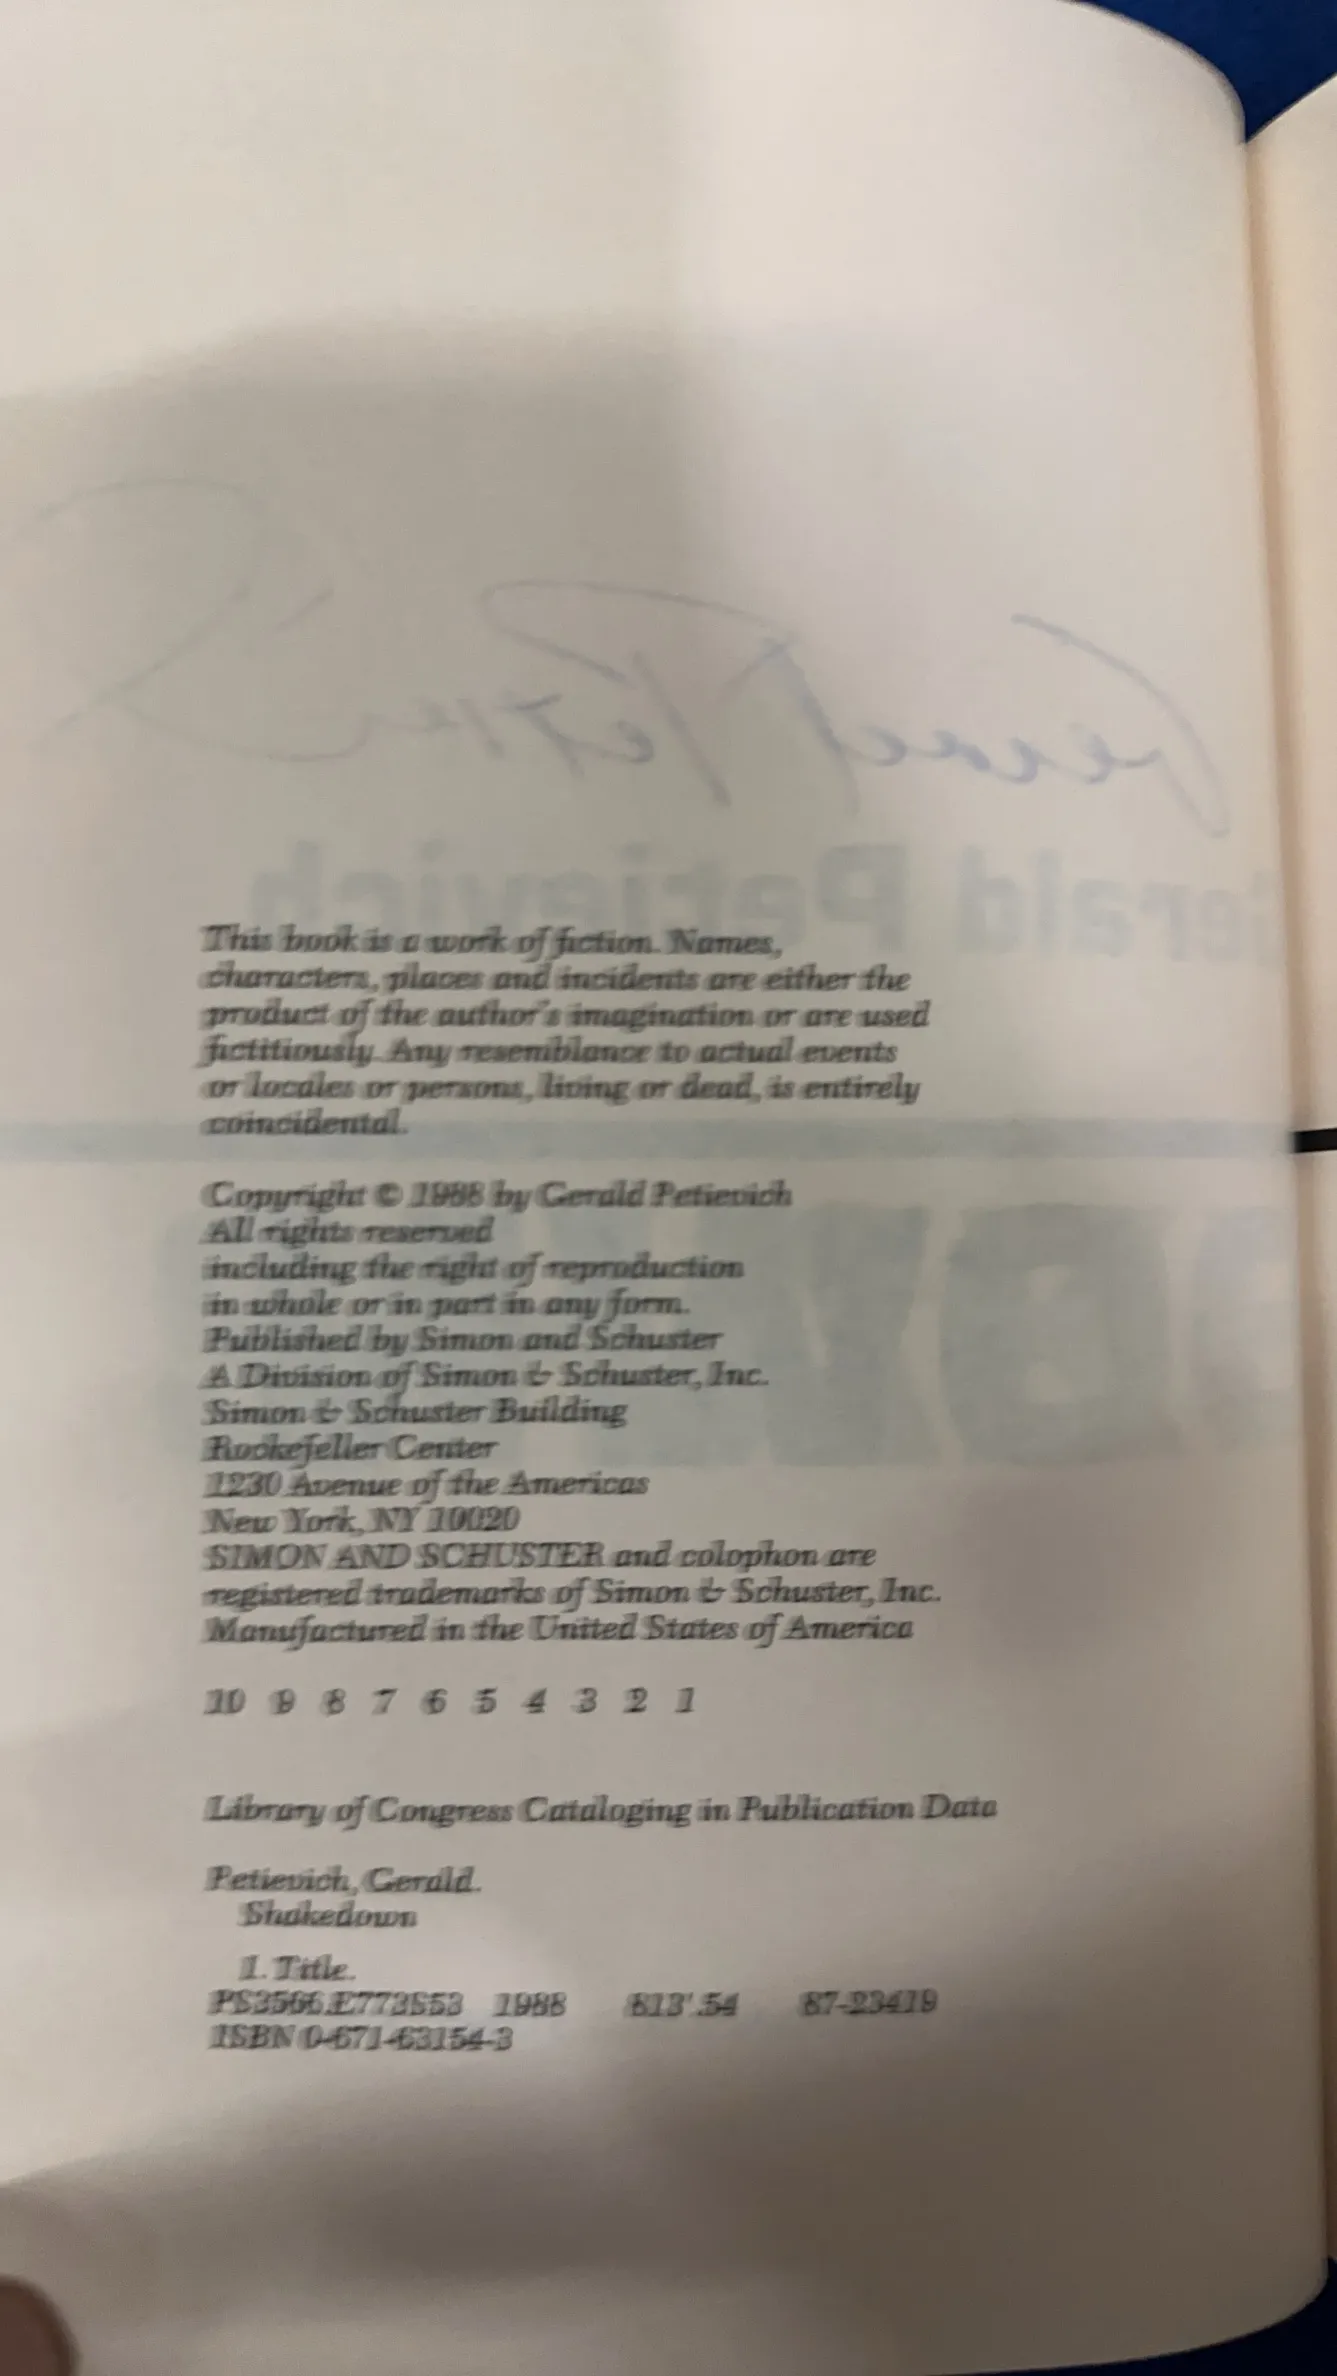 This book is a work of fiction. Names,
characters, places and incidents are either the
product of the author's imagination or are used
fictitiously. Any resemblance to actual events
or locales or persons, living or dead, is entirely
coincidental.
Copyright © 1988 by Gerald Petievich
All rights reserved
including the right of reproduction
in whole or in part in any form.
Published by Simon and Schuster
A Division of Simon & Schuster, Inc.
Simon & Schuster Building
Rockefeller Center
1230 Avenue of the Americas
New York, NY 10020
SIMON AND SCHUSTER and colophon are
registered trademarks of Simon & Schuster, Inc.
Manufactured in the United States of America
10 9 8 7 6 5 4 3 2 1
Library of Congress Cataloging in Publication Data
Petievich, Gerald.
Shakedown
1. Title.
PS3566.E773S53 1988 813'.54 87-23419
ISBN 0-671-63154-3